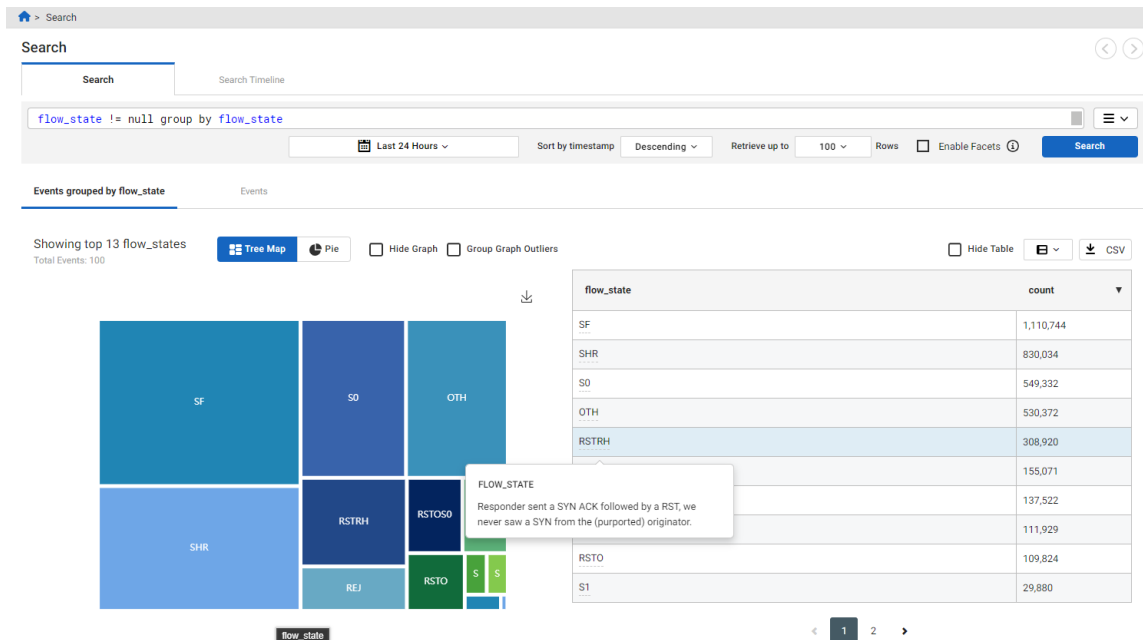 > Search
Search
Search Search Timeline
flow_state != null group by flow_state
Last 24 Hours Sort by timestamp Descending Retrieve up to 100 Rows Enable Facets Search
Events grouped by flow_state Events
Showing top 13 flow_states
Total Events: 100
Tree Map Pie Hide Graph Group Graph Outliers Hide Table CSV
SF
S0
OTH
SHR
RSTRH
RSTOS0
REJ
RSTO
S
S
flow_state
flow_state count
SF 1,110,744
SHR 830,034
S0 549,332
OTH 530,372
RSTRH 308,920
155,071
137,522
111,929
RSTO 109,824
S1 29,880
FLOW_STATE
Responder sent a SYN ACK followed by a RST, we
never saw a SYN from the (purported) originator.
< 1 2 >